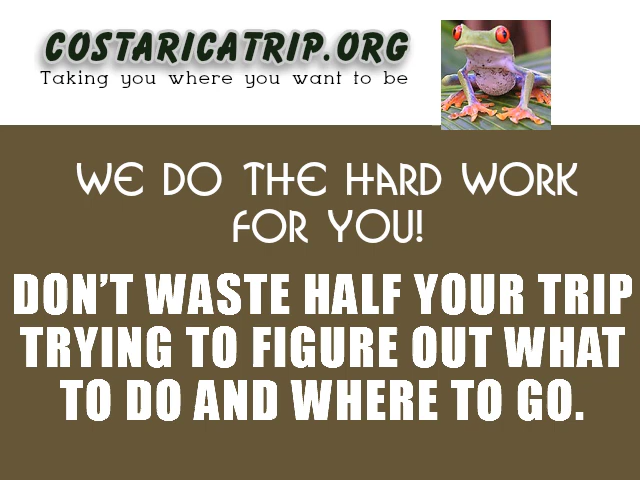 COSTARICATRIP.ORG
Taking you where you want to be
WE DO THE HARD WORK
FOR YOU!
DON'T WASTE HALF YOUR TRIP
TRYING TO FIGURE OUT WHAT
TO DO AND WHERE TO GO.